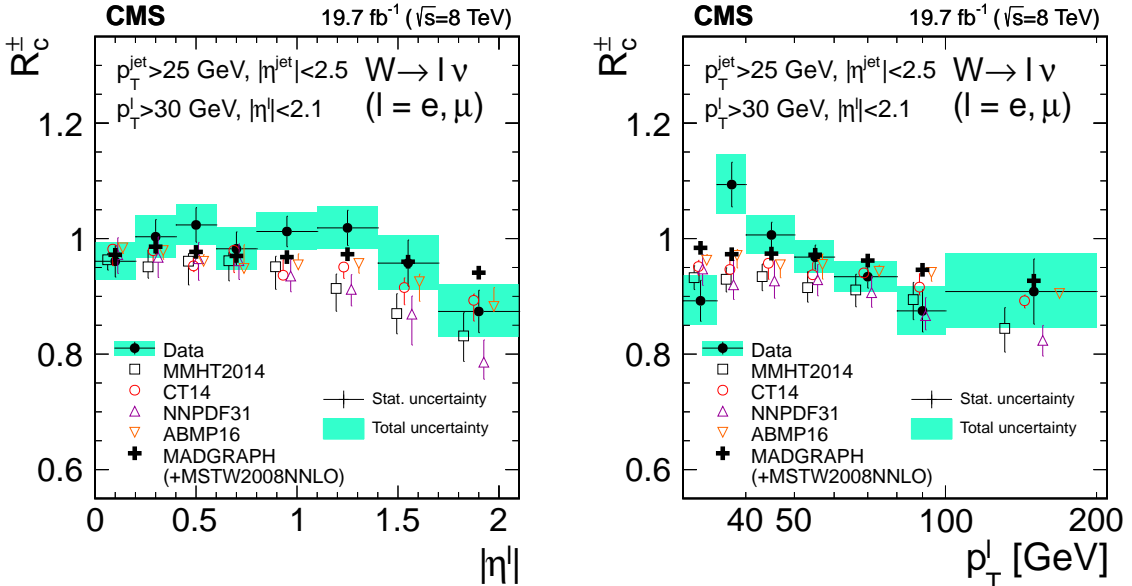 CMS 19.7 fb⁻¹ (√s=8 TeV)
R_c^±
p_T^jet>25 GeV, |η^jet|<2.5 W→l ν
p_T^l>30 GeV, |η^l|<2.1 (l = e, μ)
1.2
1
0.8
0.6
Data
MMHT2014
CT14
NNPDF31
ABMP16
MADGRAPH
(+MSTW2008NNLO)
Stat. uncertainty
Total uncertainty
0 0.5 1 1.5 2
|η^l|
CMS 19.7 fb⁻¹ (√s=8 TeV)
R_c^±
p_T^jet>25 GeV, |η^jet|<2.5 W→l ν
p_T^l>30 GeV, |η^l|<2.1 (l = e, μ)
1.2
1
0.8
0.6
Data
MMHT2014
CT14
NNPDF31
ABMP16
MADGRAPH
(+MSTW2008NNLO)
Stat. uncertainty
Total uncertainty
40 50 100 200
p_T^l [GeV]